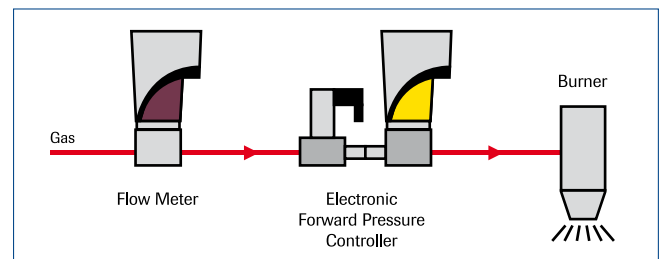 Burner
Gas
Flow Meter
Electronic
Forward Pressure
Controller